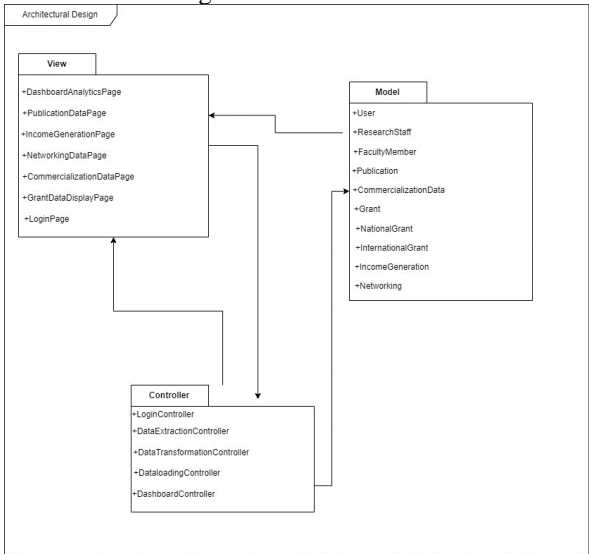 Architectural Design
View
+DashboardAnalyticsPage
+PublicationDataPage
+IncomeGenerationPage
+NetworkingDataPage
+CommercializationDataPage
+GrantDataDisplayPage
+LoginPage
Model
+User
+ResearchStaff
+FacultyMember
+Publication
+CommercializationData
+Grant
+NationalGrant
+InternationalGrant
+IncomeGeneration
+Networking
Controller
+LoginController
+DataExtractionController
+DataTransformationController
+DataloadingController
+DashboardController